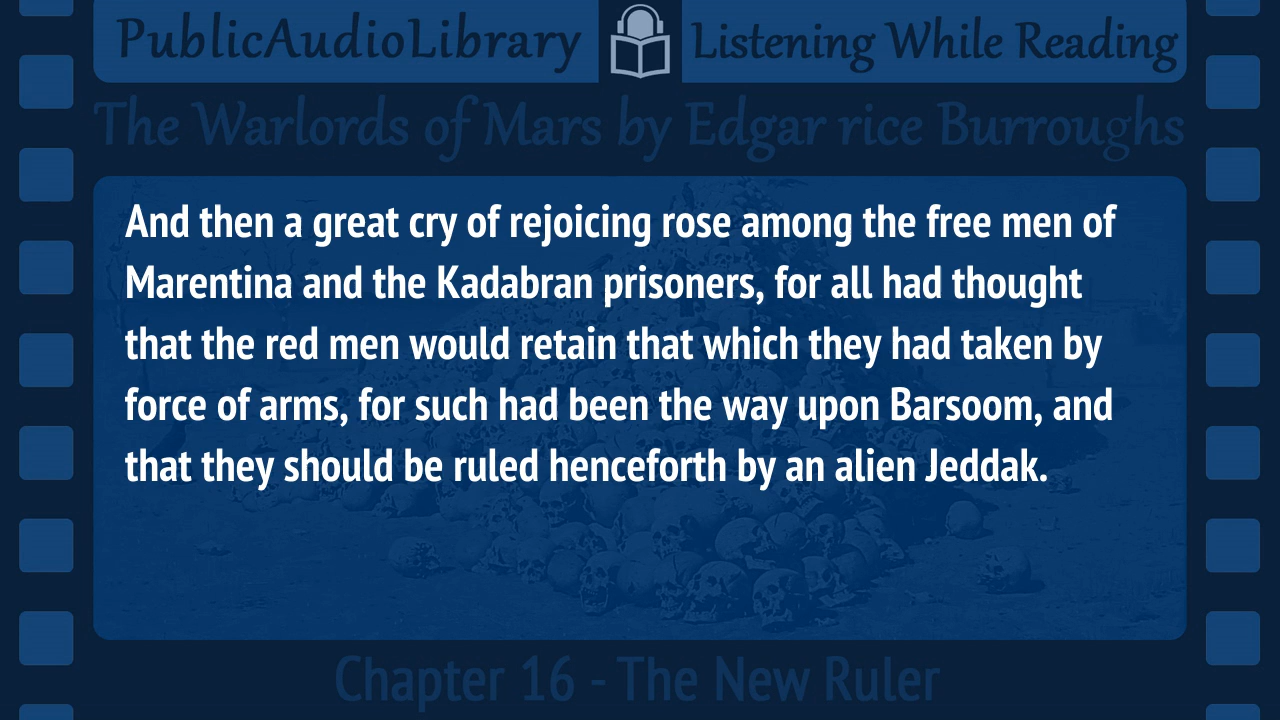 PublicAudioLibrary Listening While Reading
The Warlords of Mars by Edgar rice Burroughs
And then a great cry of rejoicing rose among the free men of
Marentina and the Kadabran prisoners, for all had thought
that the red men would retain that which they had taken by
force of arms, for such had been the way upon Barsoom, and
that they should be ruled henceforth by an alien Jeddak.
Chapter 16 - The New Ruler